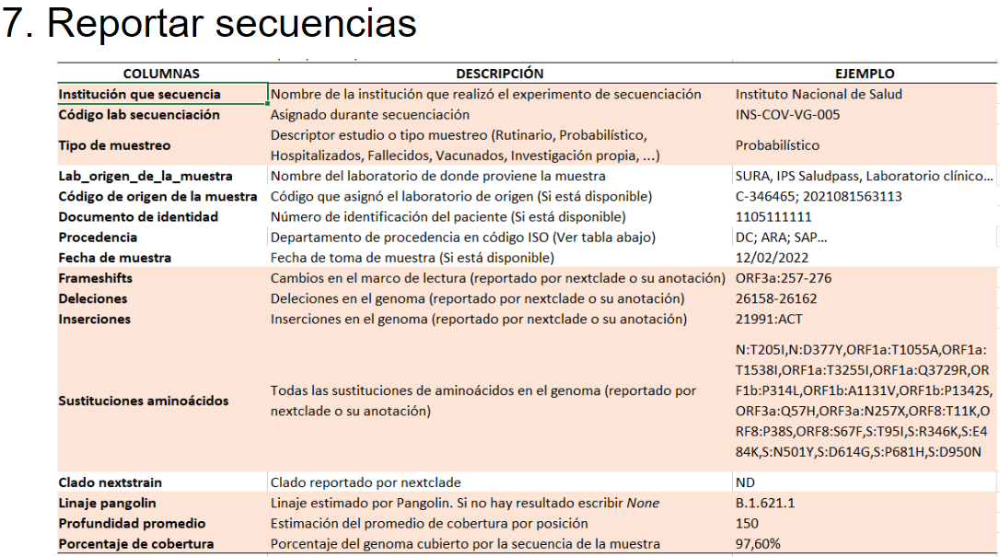 7. Reportar secuencias
COLUMNAS DESCRIPCIÓN EJEMPLO
Institución que secuencia Nombre de la institución que realizó el experimento de secuenciación Instituto Nacional de Salud
Código lab secuenciación Asignado durante secuenciación INS-COV-VG-005
Tipo de muestreo Descriptor estudio o tipo muestreo (Rutinario, Probabilístico,
Hospitalizados, Fallecidos, Vacunados, Investigación propia, ...) Probabilístico
Lab_origen_de_la_muestra Nombre del laboratorio de donde proviene la muestra SURA, IPS Saludpass, Laboratorio clínico...
Código de origen de la muestra Código que asignó el laboratorio de origen (Si está disponible) C-346465; 2021081563113
Documento de identidad Número de identificación del paciente (Si está disponible) 1105111111
Procedencia Departamento de procedencia en código ISO (Ver tabla abajo) DC; ARA; SAP...
Fecha de muestra Fecha de toma de muestra (Si está disponible) 12/02/2022
Frameshifts Cambios en el marco de lectura (reportado por nextclade o su anotación) ORF3a:257-276
Deleciones Deleciones en el genoma (reportado por nextclade o su anotación) 26158-26162
Inserciones Inserciones en el genoma (reportado por nextclade o su anotación) 21991:ACT
Sustituciones aminoácidos Todas las sustituciones de aminoácidos en el genoma (reportado por
nextclade o su anotación)
N:T205I,N:D377Y,ORF1a:T1055A,ORF1a:
T1538I,ORF1a:T3255I,ORF1a:Q3729R,OR
F1b:P314L,ORF1b:A1131V,ORF1b:P1342S,
ORF3a:Q57H,ORF3a:N257X,ORF8:T11K,O
RF8:P38S,ORF8:S67F,S:T95I,S:R346K,S:E4
84K,S:N501Y,S:D614G,S:P681H,S:D950N
Clado nextstrain Clado reportado por nextclade ND
Linaje pangolin Linaje estimado por Pangolin. Si no hay resultado escribir None B.1.621.1
Profundidad promedio Estimación del promedio de cobertura por posición 150
Porcentaje de cobertura Porcentaje del genoma cubierto por la secuencia de la muestra 97,60%